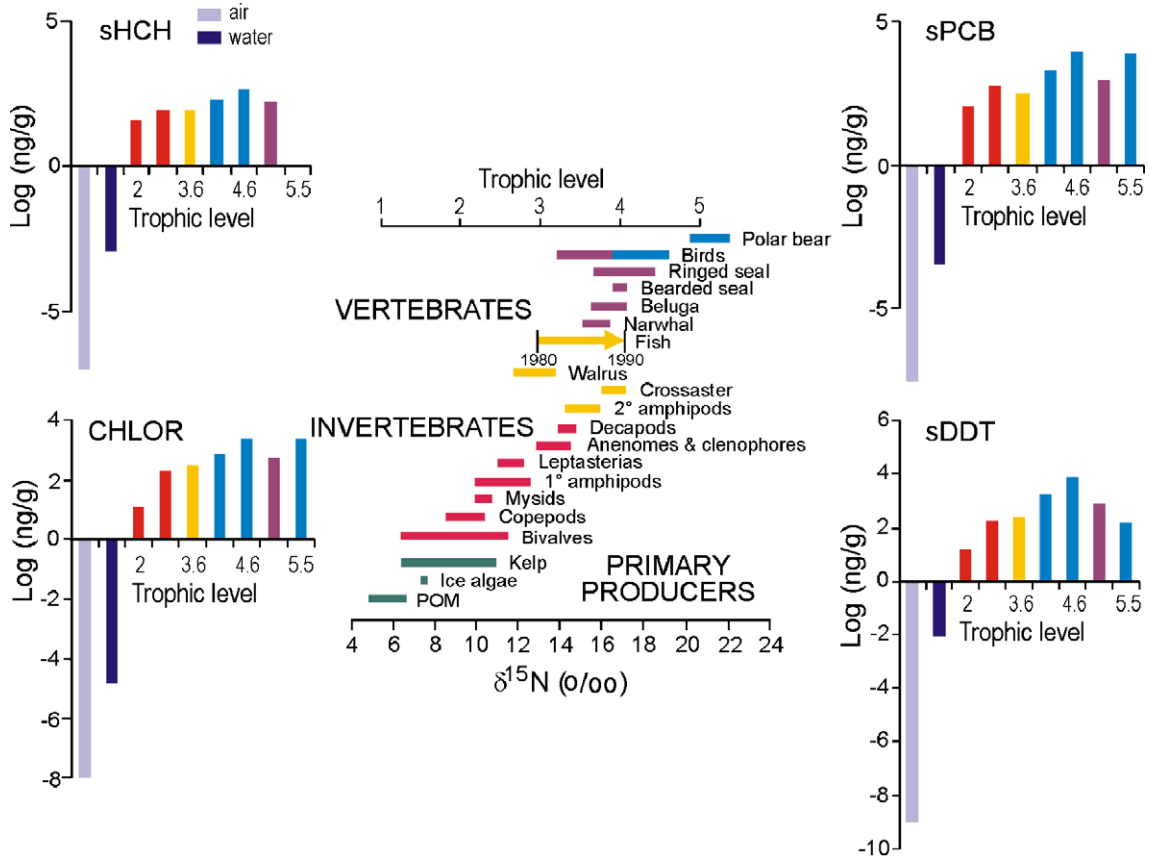 sHCH
air
water
5
0
-5
Log (ng/g)
2 3.6 4.6 5.5
Trophic level
sPCB
5
0
-5
Log (ng/g)
2 3.6 4.6 5.5
Trophic level
Trophic level
1 2 3 4 5
Polar bear
Birds
Ringed seal
Bearded seal
VERTEBRATES
Beluga
Narwhal
Fish
1980 1990
Walrus
Crossaster
2° amphipods
INVERTEBRATES
Decapods
Anenomes & clenophores
Leptasterias
1° amphipods
Mysids
Copepods
Bivalves
Kelp
PRIMARY
PRODUCERS
Ice algae
POM
4 6 8 10 12 14 16 18 20 22 24
δ15N (0/00)
CHLOR
4
2
0
-2
-4
-6
-8
Log (ng/g)
2 3.6 4.6 5.5
Trophic level
sDDT
6
4
2
0
-2
-4
-6
-8
-10
Log (ng/g)
2 3.6 4.6 5.5
Trophic level